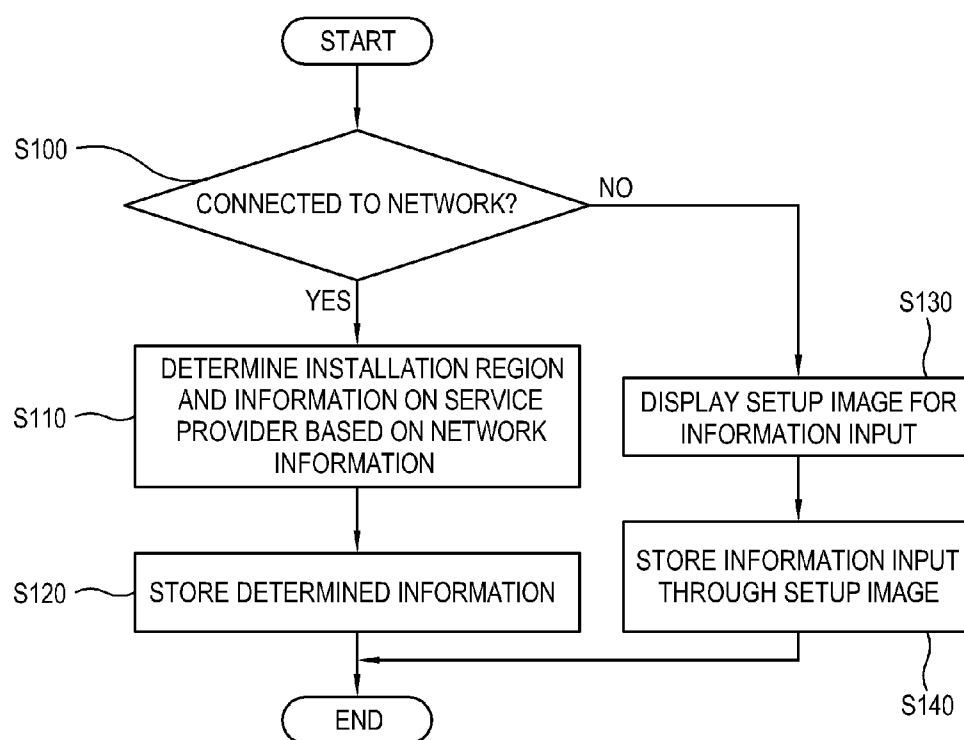 START
S100
CONNECTED TO NETWORK?
NO
YES
S110
DETERMINE INSTALLATION REGION
AND INFORMATION ON SERVICE
PROVIDER BASED ON NETWORK
INFORMATION
S130
DISPLAY SETUP IMAGE FOR
INFORMATION INPUT
S120
STORE DETERMINED INFORMATION
STORE INFORMATION INPUT
THROUGH SETUP IMAGE
S140
END